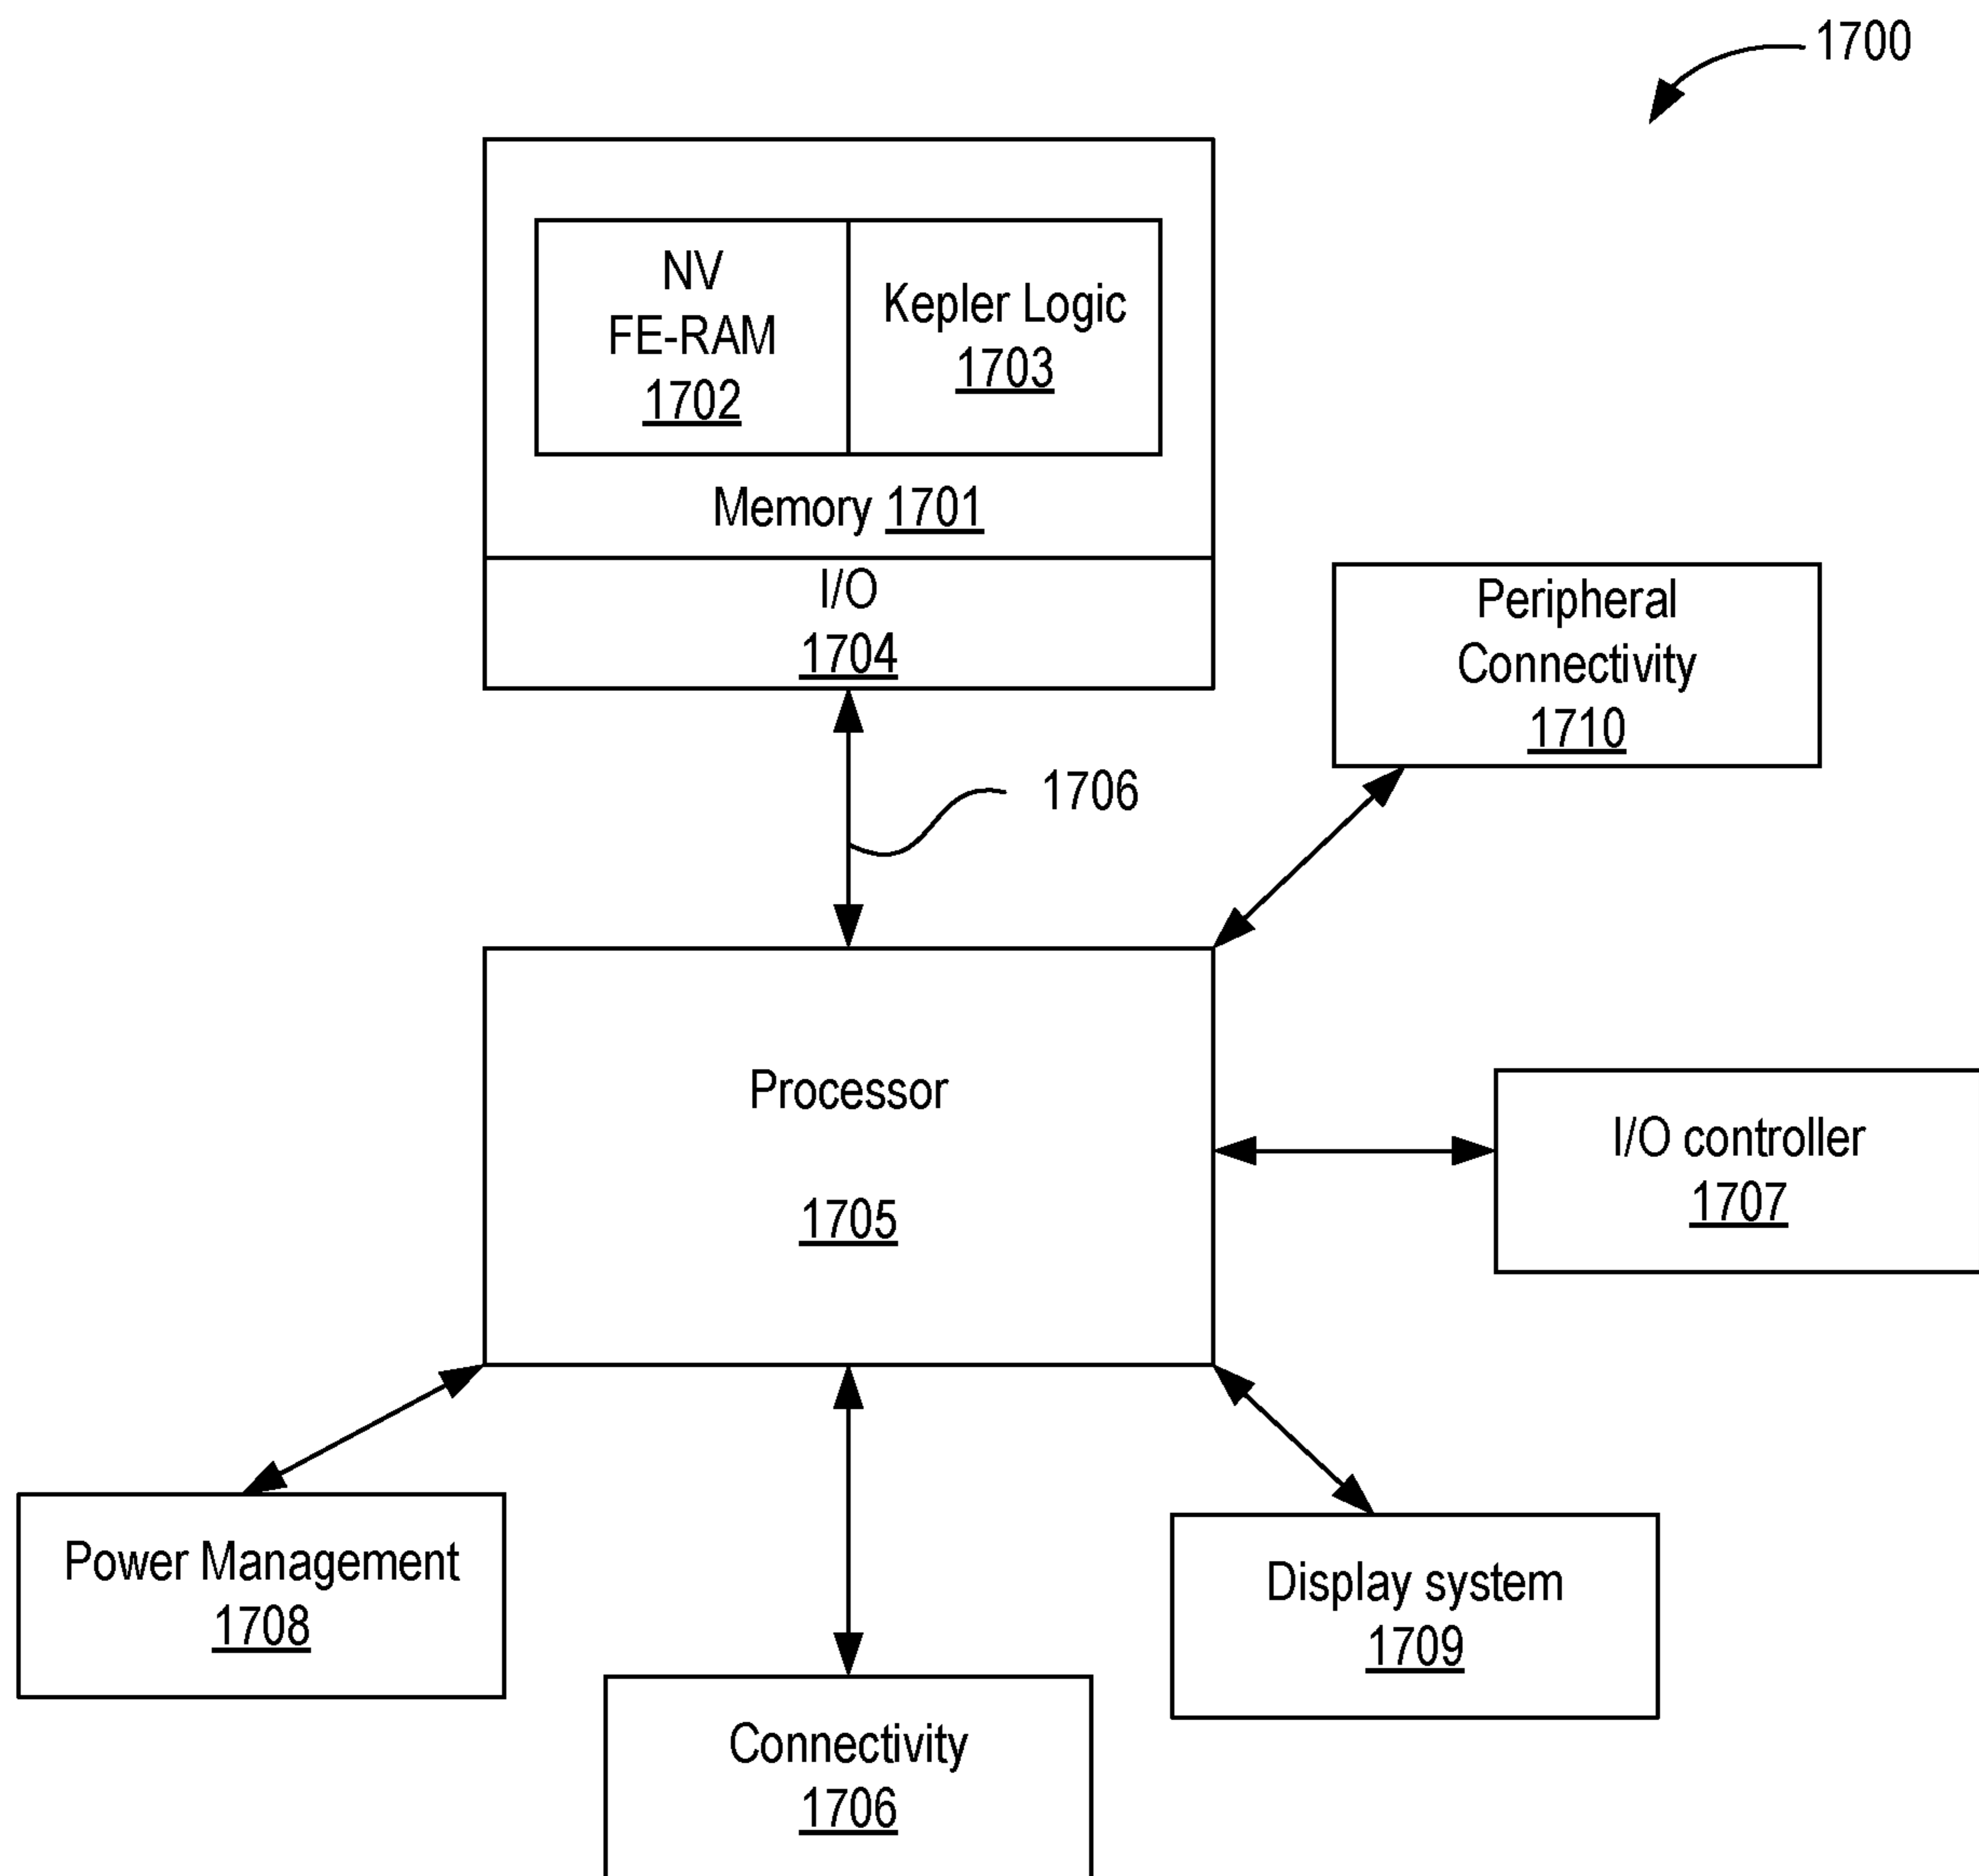 1700
NV
FE-RAM
1702
Kepler Logic
1703
Memory 1701
I/O
1704
Peripheral
Connectivity
1710
1706
Processor
1705
I/O controller
1707
Power Management
1708
Display system
1709
Connectivity
1706